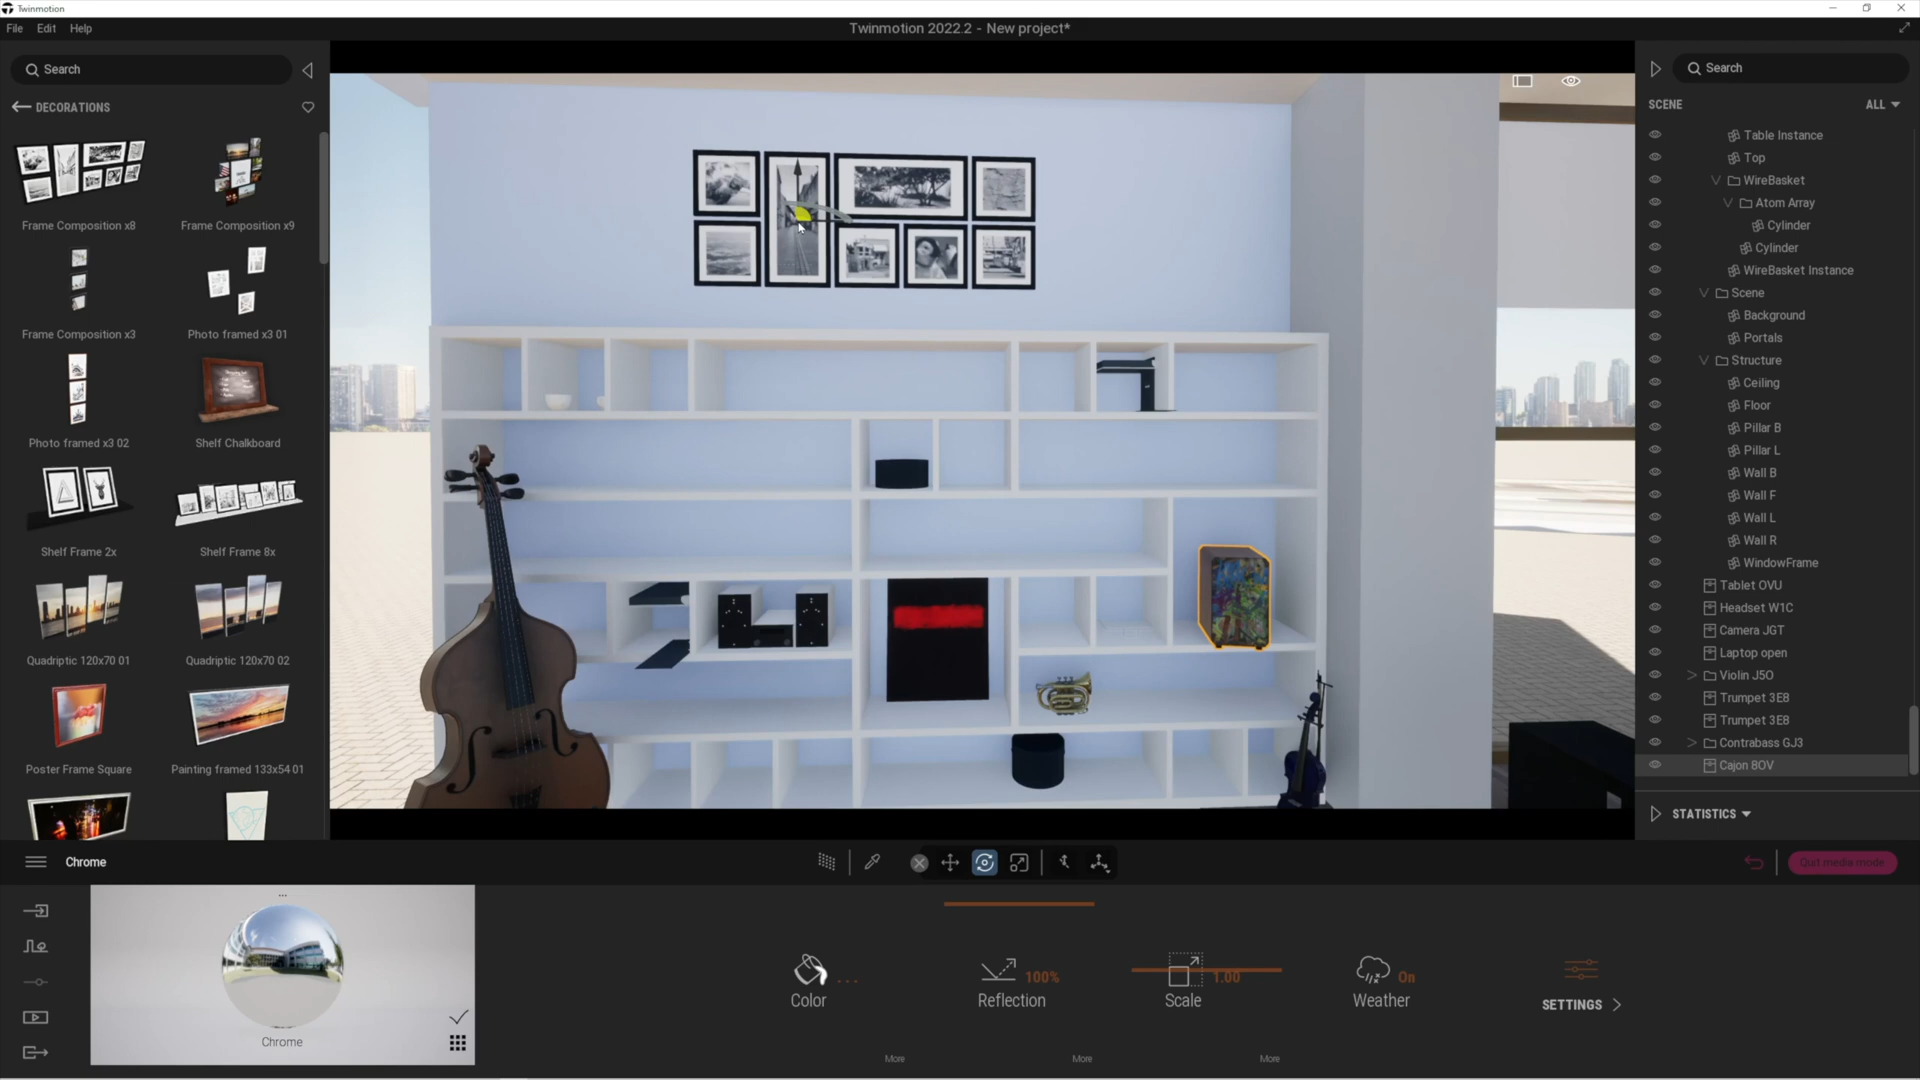 Twinmotion
File Edit Help
Twinmotion 2022.2 - New project*
Search
DECORATIONS
Frame Composition x8
Frame Composition x9
Frame Composition x3
Photo framed x3 01
Photo framed x3 02
Shelf Chalkboard
Shelf Frame 2x
Shelf Frame 8x
Quadriptic 120x70 01
Quadriptic 120x70 02
Poster Frame Square
Painting framed 133x54 01
Search
SCENE
ALL
Table Instance
Top
WireBasket
Atom Array
Cylinder
Cylinder
WireBasket Instance
Scene
Background
Portals
Structure
Ceiling
Floor
Pillar B
Pillar L
Wall B
Wall F
Wall L
Wall R
WindowFrame
Tablet OVU
Headset W1C
Camera JGT
Laptop open
Violin J5O
Trumpet 3E8
Trumpet 3E8
Contrabass GJ3
Cajon 8OV
STATISTICS
Chrome
Quit media mode
...
Chrome
Color ...
Reflection 100%
Scale 1.00
Weather On
SETTINGS
More
More
More